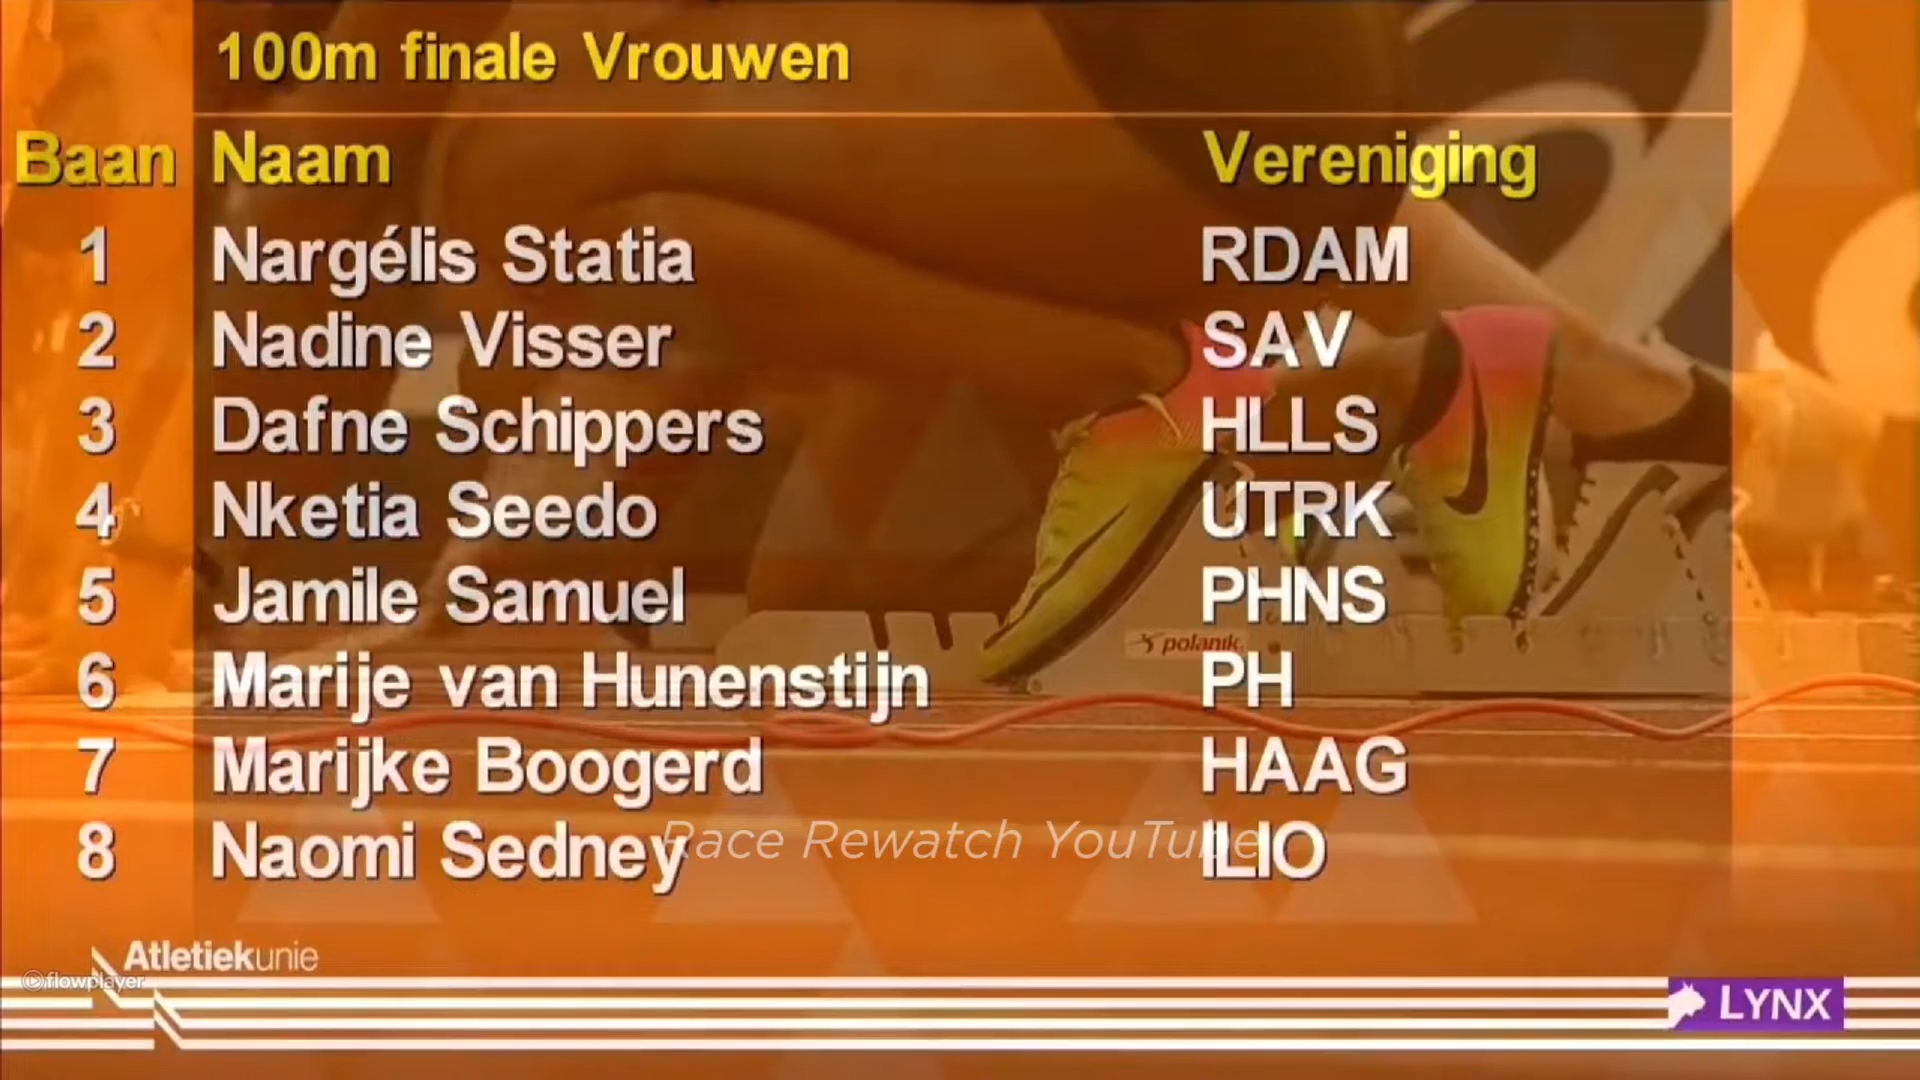 100m finale Vrouwen
Baan Naam Vereniging
1 Nargélis Statia RDAM
2 Nadine Visser SAV
3 Dafne Schippers HLLS
4 Nketia Seedo UTRK
5 Jamile Samuel PHNS
polanik
6 Marije van Hunenstijn PH
7 Marijke Boogerd HAAG
Race Rewatch YouTube
8 Naomi Sedney ILIO
Atletiekunie
flowplayer
LYNX